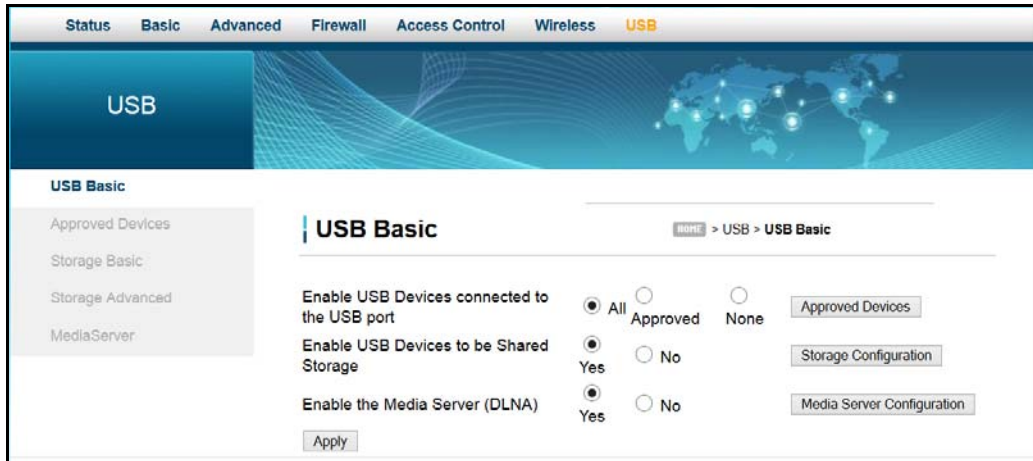 Status Basic Advanced Firewall Access Control Wireless USB
USB
USB Basic
Approved Devices
Storage Basic
Storage Advanced
MediaServer
USB Basic
HOME > USB > USB Basic
Enable USB Devices connected to
the USB port
All
Approved
None
Approved Devices
Enable USB Devices to be Shared
Storage
Yes
No
Storage Configuration
Enable the Media Server (DLNA)
Yes
No
Media Server Configuration
Apply